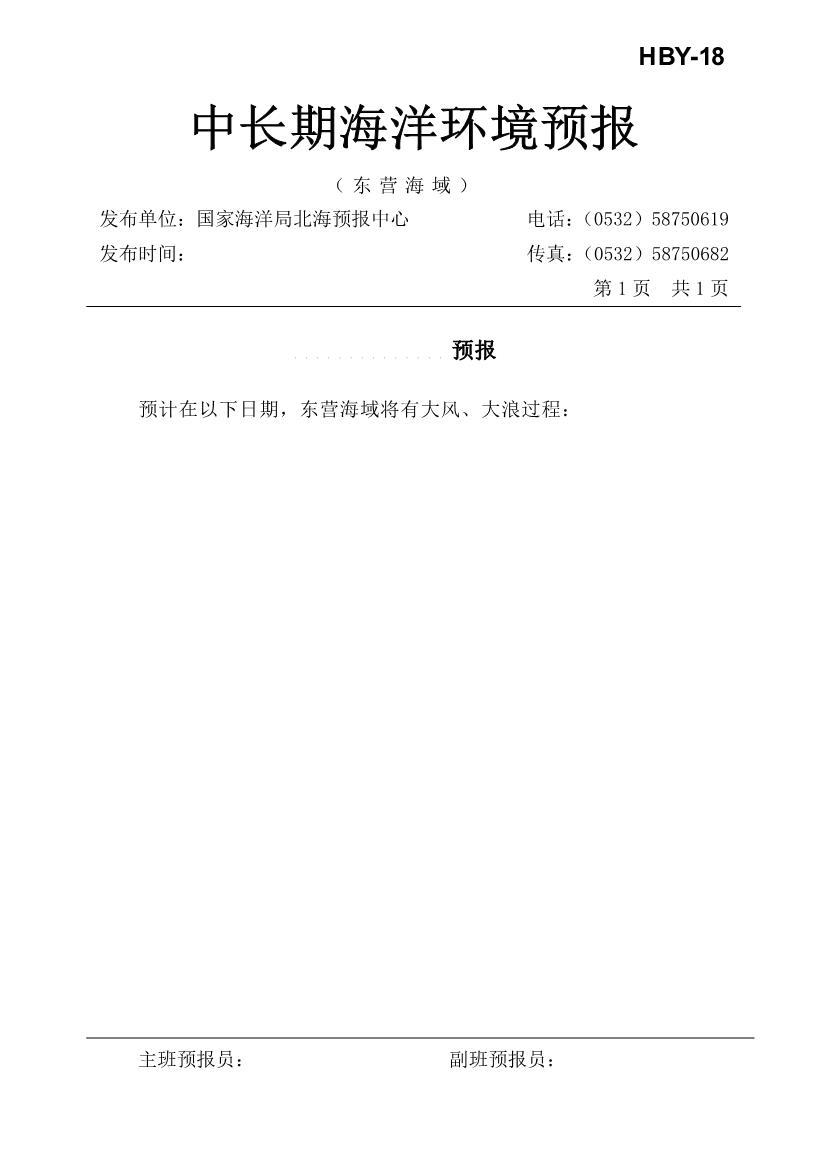 HBY-18
中长期海洋环境预报
（东营海域）
发布单位：国家海洋局北海预报中心 电话：（0532）58750619
发布时间： 传真：（0532）58750682
第 1 页 共 1 页
. . . . . . . . . . . . . . 预报
预计在以下日期，东营海域将有大风、大浪过程：
主班预报员： 副班预报员：